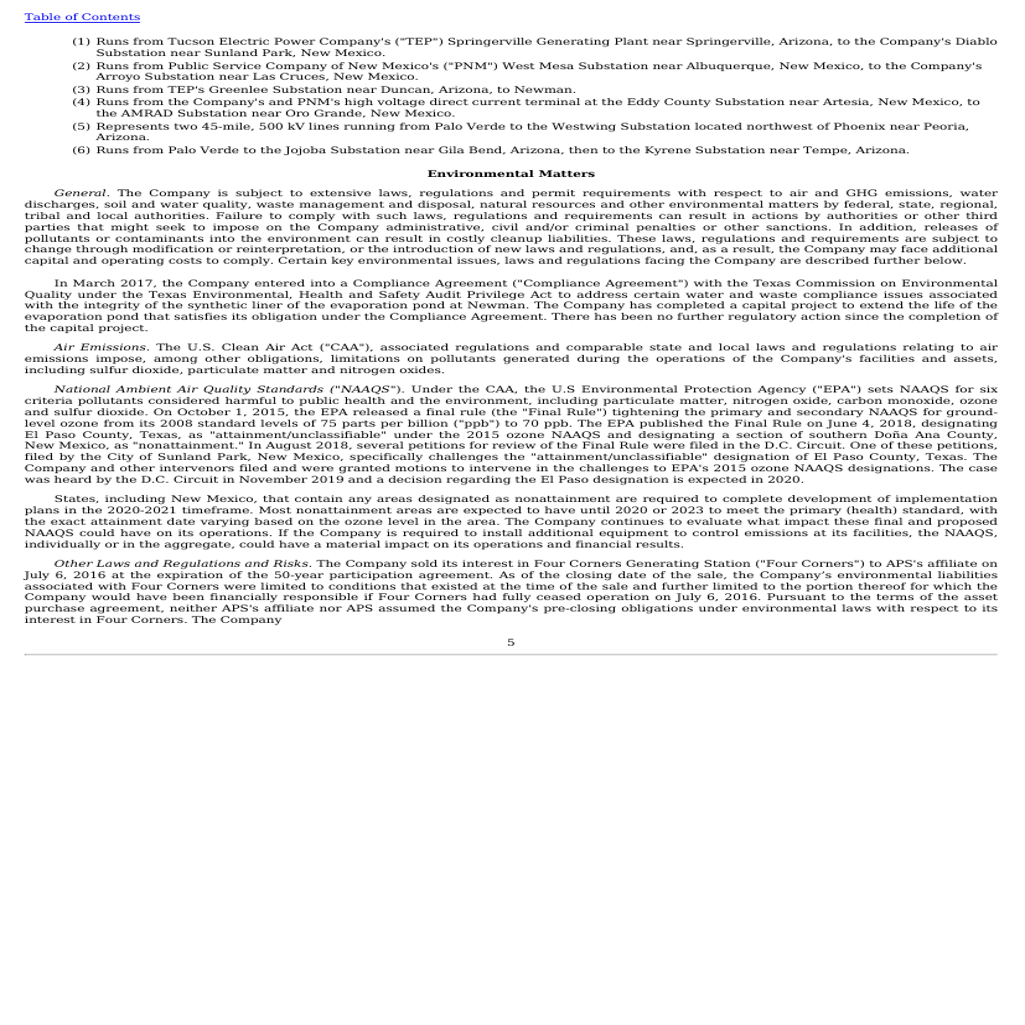 Table of Contents
(1) Runs from Tucson Electric Power Company's ("TEP") Springerville Generating Plant near Springerville, Arizona, to the Company's Diablo
Substation near Sunland Park, New Mexico.
(2) Runs from Public Service Company of New Mexico's ("PNM") West Mesa Substation near Albuquerque, New Mexico, to the Company's
Arroyo Substation near Las Cruces, New Mexico.
(3) Runs from TEP's Greenlee Substation near Duncan, Arizona, to Newman.
(4) Runs from the Company's and PNM's high voltage direct current terminal at the Eddy County Substation near Artesia, New Mexico, to
the AMRAD Substation near Oro Grande, New Mexico.
(5) Represents two 45-mile, 500 kV lines running from Palo Verde to the Westwing Substation located northwest of Phoenix near Peoria,
Arizona.
(6) Runs from Palo Verde to the Jojoba Substation near Gila Bend, Arizona, then to the Kyrene Substation near Tempe, Arizona.
Environmental Matters
General. The Company is subject to extensive laws, regulations and permit requirements with respect to air and GHG emissions, water
discharges, soil and water quality, waste management and disposal, natural resources and other environmental matters by federal, state, regional,
tribal and local authorities. Failure to comply with such laws, regulations and requirements can result in actions by authorities or other third
parties that might seek to impose on the Company administrative, civil and/or criminal penalties or other sanctions. In addition, releases of
pollutants or contaminants into the environment can result in costly cleanup liabilities. These laws, regulations and requirements are subject to
change through modification or reinterpretation, or the introduction of new laws and regulations, and, as a result, the Company may face additional
capital and operating costs to comply. Certain key environmental issues, laws and regulations facing the Company are described further below.
In March 2017, the Company entered into a Compliance Agreement ("Compliance Agreement") with the Texas Commission on Environmental
Quality under the Texas Environmental, Health and Safety Audit Privilege Act to address certain water and waste compliance issues associated
with the integrity of the synthetic liner of the evaporation pond at Newman. The Company has completed a capital project to extend the life of the
evaporation pond that satisfies its obligation under the Compliance Agreement. There has been no further regulatory action since the completion of
the capital project.
Air Emissions. The U.S. Clean Air Act ("CAA"), associated regulations and comparable state and local laws and regulations relating to air
emissions impose, among other obligations, limitations on pollutants generated during the operations of the Company's facilities and assets,
including sulfur dioxide, particulate matter and nitrogen oxides.
National Ambient Air Quality Standards ("NAAQS"). Under the CAA, the U.S Environmental Protection Agency ("EPA") sets NAAQS for six
criteria pollutants considered harmful to public health and the environment, including particulate matter, nitrogen oxide, carbon monoxide, ozone
and sulfur dioxide. On October 1, 2015, the EPA released a final rule (the "Final Rule") tightening the primary and secondary NAAQS for ground-
level ozone from its 2008 standard levels of 75 parts per billion ("ppb") to 70 ppb. The EPA published the Final Rule on June 4, 2018, designating
El Paso County, Texas, as "attainment/unclassifiable" under the 2015 ozone NAAQS and designating a section of southern Doña Ana County,
New Mexico, as "nonattainment." In August 2018, several petitions for review of the Final Rule were filed in the D.C. Circuit. One of these petitions,
filed by the City of Sunland Park, New Mexico, specifically challenges the "attainment/unclassifiable" designation of El Paso County, Texas. The
Company and other intervenors filed and were granted motions to intervene in the challenges to EPA's 2015 ozone NAAQS designations. The case
was heard by the D.C. Circuit in November 2019 and a decision regarding the El Paso designation is expected in 2020.
States, including New Mexico, that contain any areas designated as nonattainment are required to complete development of implementation
plans in the 2020-2021 timeframe. Most nonattainment areas are expected to have until 2020 or 2023 to meet the primary (health) standard, with
the exact attainment date varying based on the ozone level in the area. The Company continues to evaluate what impact these final and proposed
NAAQS could have on its operations. If the Company is required to install additional equipment to control emissions at its facilities, the NAAQS,
individually or in the aggregate, could have a material impact on its operations and financial results.
Other Laws and Regulations and Risks. The Company sold its interest in Four Corners Generating Station ("Four Corners") to APS's affiliate on
July 6, 2016 at the expiration of the 50-year participation agreement. As of the closing date of the sale, the Company’s environmental liabilities
associated with Four Corners were limited to conditions that existed at the time of the sale and further limited to the portion thereof for which the
Company would have been financially responsible if Four Corners had fully ceased operation on July 6, 2016. Pursuant to the terms of the asset
purchase agreement, neither APS's affiliate nor APS assumed the Company's pre-closing obligations under environmental laws with respect to its
interest in Four Corners. The Company
5